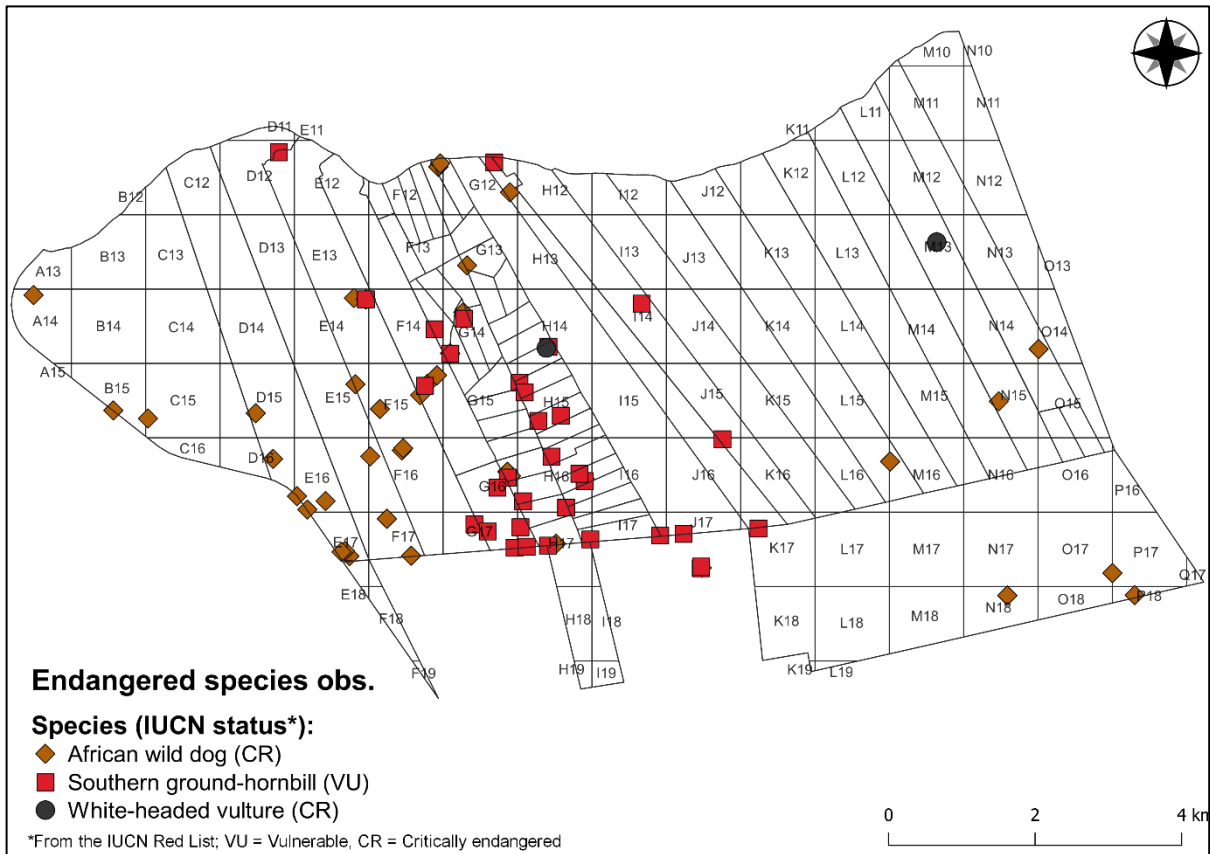 M10 N10
L11 M11 N11
D11 E11 K11
B12 C12 D12 E12 F12 G12 H12 I12 J12 K12 L12 M12 N12
A13 B13 C13 D13 E13 F13 G13 H13 I13 J13 K13 L13 M13 N13 O13
A14 B14 C14 D14 E14 F14 G14 H14 I14 J14 K14 L14 M14 N14 O14
A15 B15 C15 D15 E15 F15 G15 H15 I15 J15 K15 L15 M15 N15 O15
C16 D16 E16 F16 G16 H16 I16 J16 K16 L16 M16 N16 O16 P16
E17 F17 G17 H17 I17 J17 K17 L17 M17 N17 O17 P17 Q17
E18 F18 H18 I18 K18 L18 M18 N18 O18 P18
F19 H19 I19 K19 L19
Endangered species obs.
Species (IUCN status*):
African wild dog (CR)
Southern ground-hornbill (VU)
White-headed vulture (CR)
*From the IUCN Red List; VU = Vulnerable, CR = Critically endangered
0 2 4 km